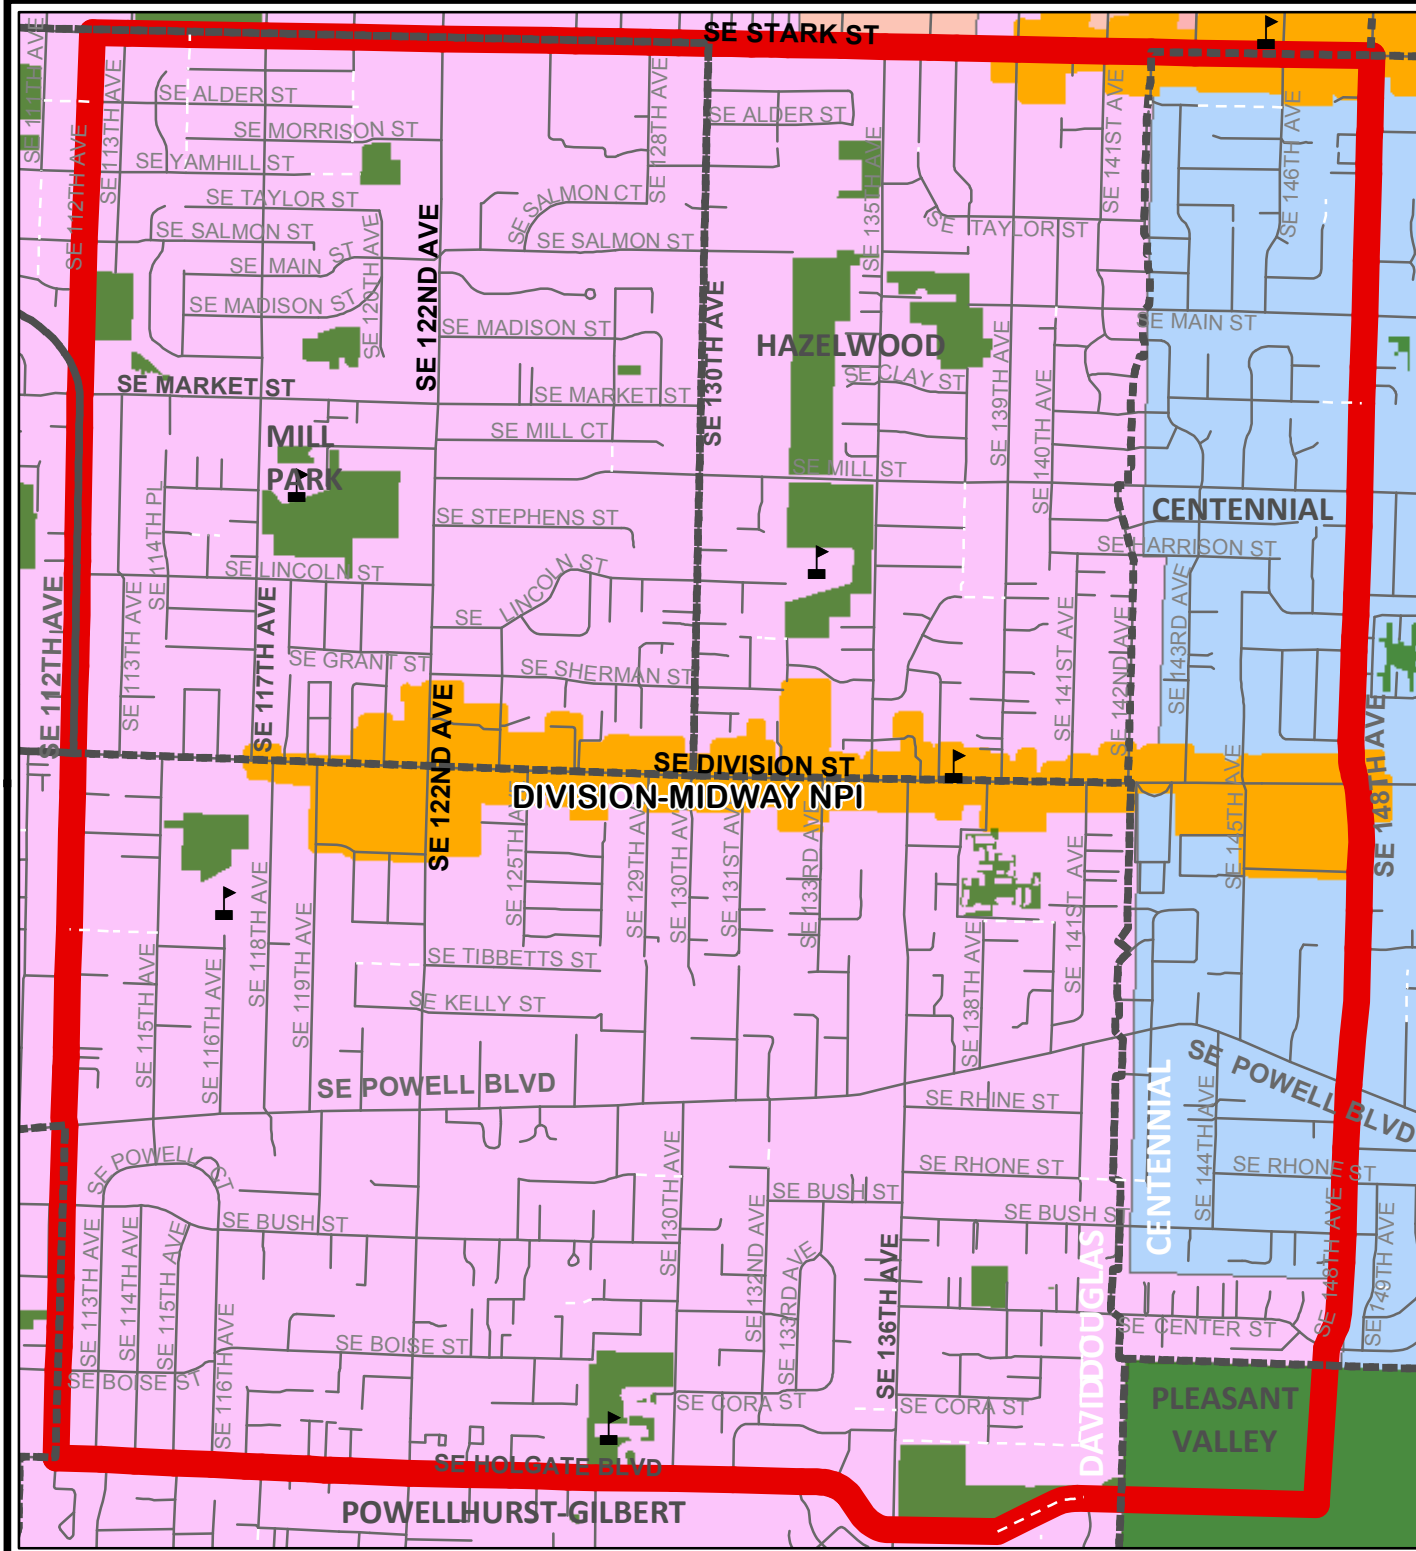 SE STARK ST
SE 111TH AVE
SE 112TH AVE
SE 113TH AVE
SE ALDER ST
SE MORRISON ST
SE YAMHILL ST
SE TAYLOR ST
SE SALMON ST
SE MAIN ST
SE MADISON ST
SE 120TH AVE
SE 122ND AVE
SE 128TH AVE
SE ALDER ST
SE SALMON CT
SE SALMON ST
SE 130TH AVE
SE 135TH AVE
SE 141ST AVE
SE 146TH AVE
SE TAYLOR ST
SE MAIN ST
SE MADISON ST
HAZELWOOD
SE CLAY ST
SE 139TH AVE
SE 140TH AVE
SE MARKET ST
SE MARKET ST
MILL
PARK
SE MILL CT
SE MILL ST
SE 114TH PL
SE STEPHENS ST
CENTENNIAL
SE HARRISON ST
SE LINCOLN ST
SE LINCOLN ST
SE 112TH AVE
SE 113TH AVE
SE 117TH AVE
SE GRANT ST
SE SHERMAN ST
SE 141ST AVE
SE 142ND AVE
SE 143RD AVE
SE 122ND AVE
SE DIVISION ST
DIVISION-MIDWAY NPI
SE 145TH AVE
SE 148TH AVE
SE 125TH A
SE 129TH AV
SE 130TH AV
SE 131ST AV
SE 133RD AVE
SE 141ST AVE
SE 118TH AVE
SE 119TH AVE
SE 115TH AVE
SE 116TH AVE
SE TIBBETTS ST
SE KELLY ST
SE 138TH AVE
SE POWELL BLVD
SE POWELL BLVD
SE RHINE ST
SE 144TH AVE
CENTENNIAL
SE POWELL CT
SE 130TH AVE
SE RHONE ST
SE RHONE ST
SE BUSH ST
SE BUSH ST
SE BUSH S
SE 113TH AVE
SE 114TH AVE
SE 115TH AVE
SE 116TH AVE
SE 132ND AVE
SE 133RD AVE
SE 136TH AVE
DAVID DOUGLAS
SE 148TH AVE
SE 149TH AVE
SE CENTER ST
SE BOISE ST
SE BOISE ST
SE CORA ST
SE CORA ST
PLEASANT
VALLEY
SE HOLGATE BLVD
POWELLHURST-GILBERT